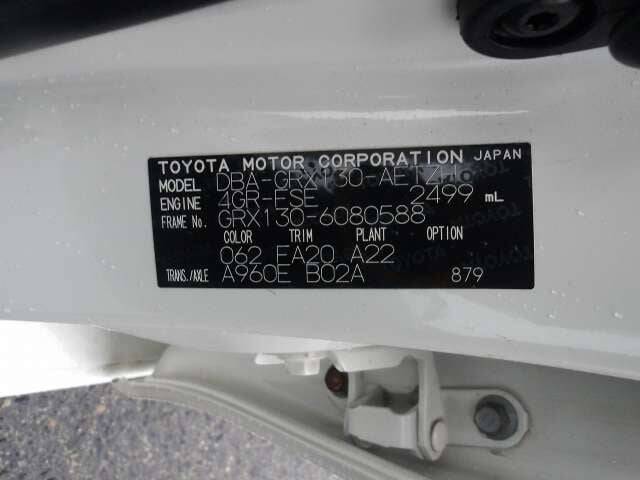 TOYOTA MOTOR CORPORATION JAPAN
MODEL DBA-GRX130-AETZH
ENGINE 4GR-FSE 2499 mL
FRAME NO. GRX130-6080588
COLOR TRIM PLANT OPTION
062 FA20 A22
TRANS./AXLE A960E B02A 879